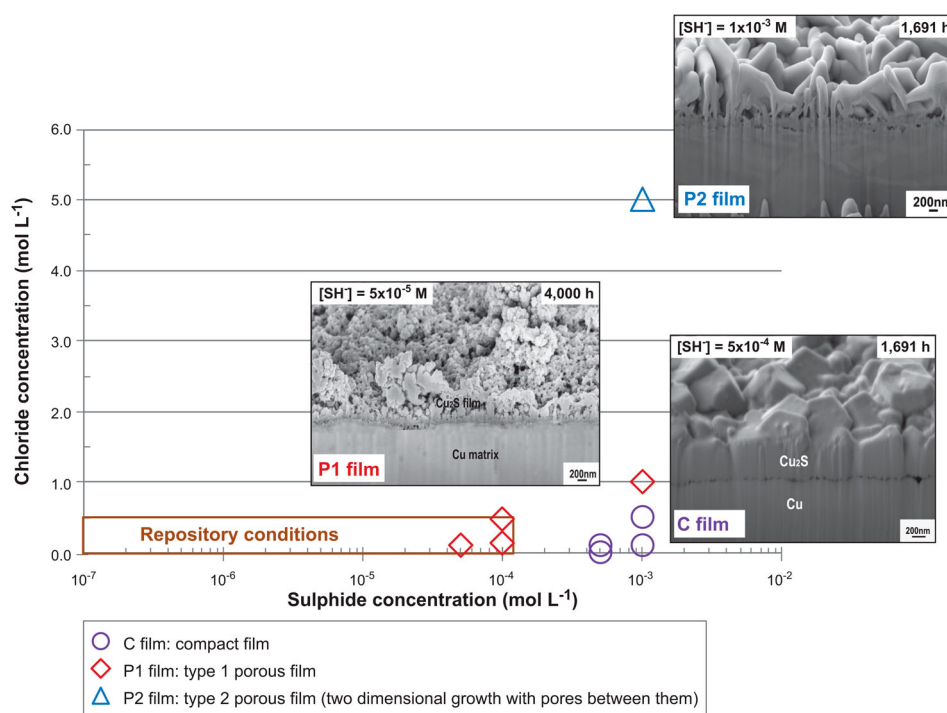 [SH⁻] = 1x10⁻³ M 1,691 h
P2 film 200nm
Chloride concentration (mol L⁻¹)
6.0
5.0
4.0
3.0
2.0
1.0
0.0
[SH⁻] = 5x10⁻⁵ M 4,000 h
Cu₂S film
Cu matrix
P1 film 200nm
[SH⁻] = 5x10⁻⁴ M 1,691 h
Cu₂S
Cu
C film 200nm
Repository conditions
10⁻⁷ 10⁻⁶ 10⁻⁵ 10⁻⁴ 10⁻³ 10⁻²
Sulphide concentration (mol L⁻¹)
C film: compact film
P1 film: type 1 porous film
P2 film: type 2 porous film (two dimensional growth with pores between them)